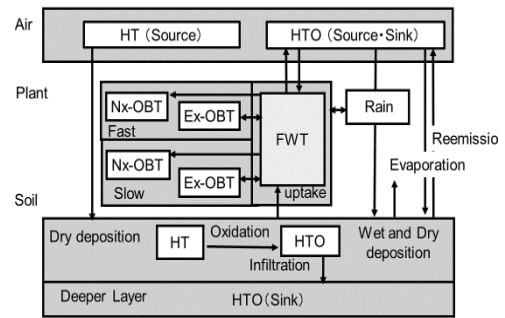 Air
HT (Source)
HTO (Source・Sink)
Plant
Nx-OBT
Ex-OBT
Fast
FWT
Rain
Nx-OBT
Ex-OBT
Slow
uptake
Reemissio
Evaporation
Soil
Dry deposition
HT
Oxidation
HTO
Infiltration
Wet and Dry
deposition
Deeper Layer
HTO(Sink)